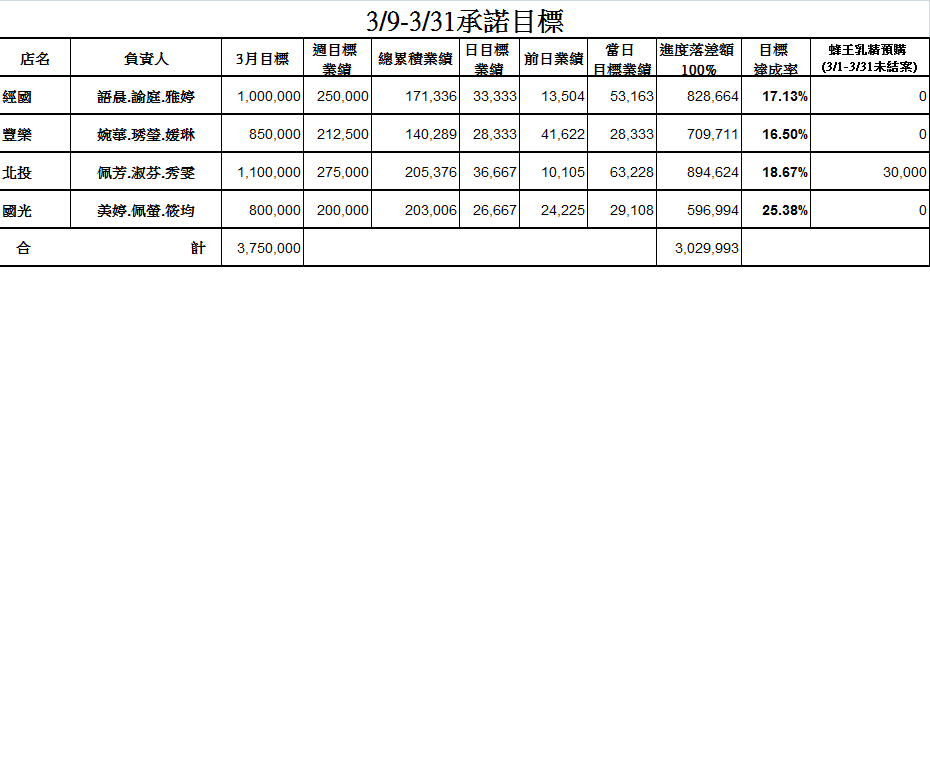 3/9-3/31承諾目標
店名 負責人 3月目標 週目標業績 總累積業績 日目標業績 前日業績 當日目標業績 進度落差額100% 目標達成率 蜂王乳精預購(3/1-3/31未結案)
經國 語晨.諭庭.雅婷 1,000,000 250,000 171,336 33,333 13,504 53,163 828,664 17.13% 0
豐樂 婉華.琇瑩.媛琳 850,000 212,500 140,289 28,333 41,622 28,333 709,711 16.50% 0
北投 佩芳.淑芬.秀雯 1,100,000 275,000 205,376 36,667 10,105 63,228 894,624 18.67% 30,000
國光 美婷.佩螢.筱均 800,000 200,000 203,006 26,667 24,225 29,108 596,994 25.38% 0
合 計 3,750,000 3,029,993